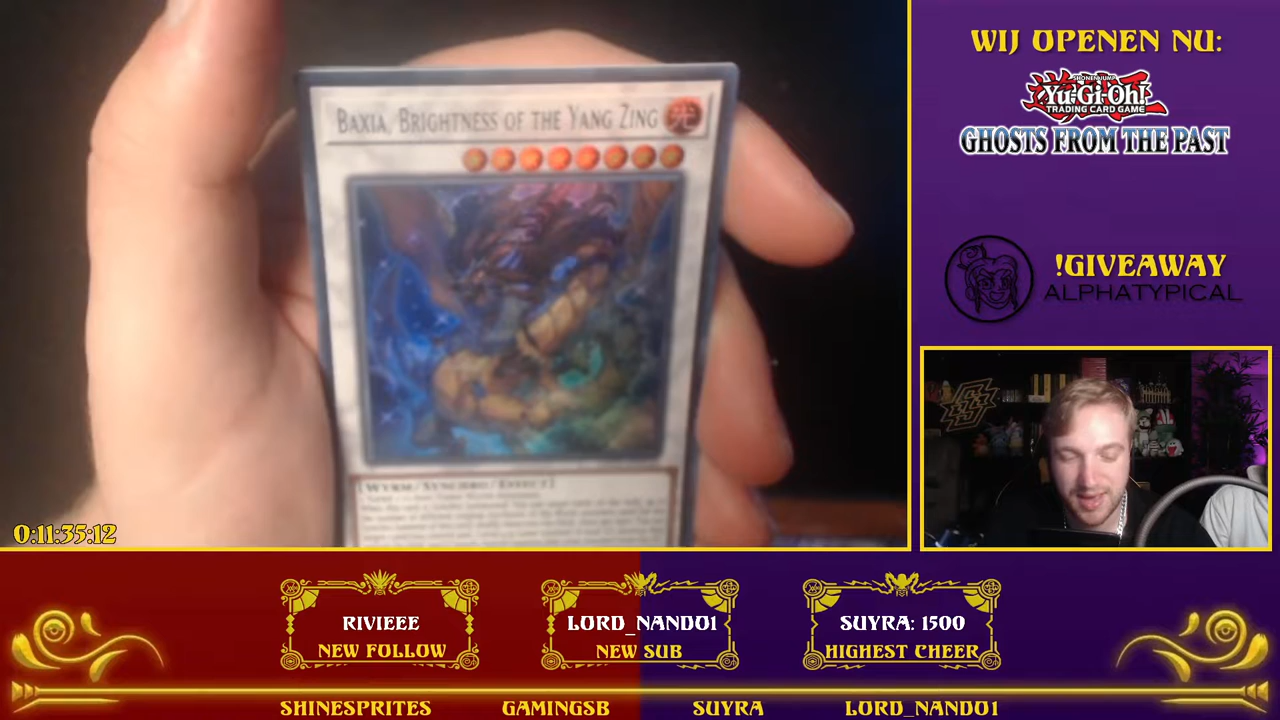 BAXIA, BRIGHTNESS OF THE YANG ZING
[WYRM/SYNCHRO/EFFECT]
0:11:35:12
WIJ OPENEN NU:
SHONEN JUMP
Yu-Gi-Oh!
TRADING CARD GAME
GHOSTS FROM THE PAST
!GIVEAWAY
ALPHATYPICAL
RIVIEEE
NEW FOLLOW
LORD_NANDO1
NEW SUB
SUYRA: 1500
HIGHEST CHEER
SHINESPRITES GAMINGSB SUYRA LORD_NANDO1